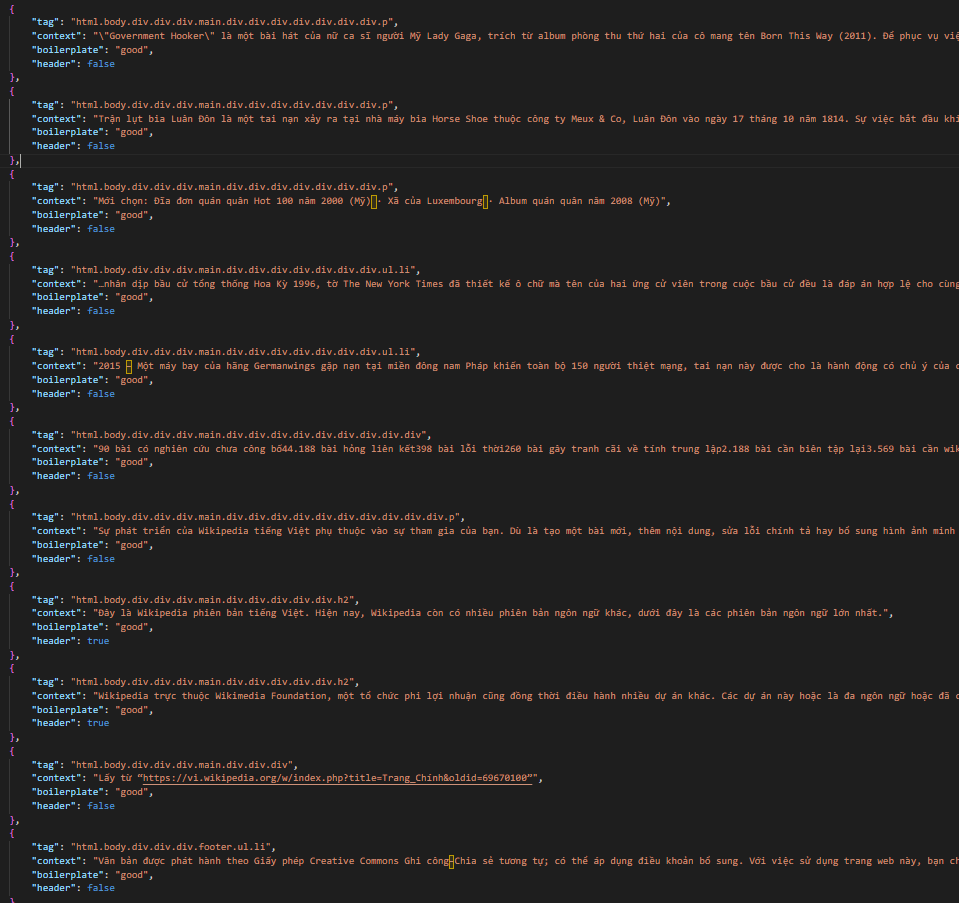 {
"tag": "html.body.div.div.div.main.div.div.div.div.div.div.div.p",
"context": "\"Government Hooker\" là một bài hát của nữ ca sĩ người Mỹ Lady Gaga, trích từ album phòng thu thứ hai của cô mang tên Born This Way (2011). Để phục vụ việ
"boilerplate": "good",
"header": false
},
{
"tag": "html.body.div.div.div.main.div.div.div.div.div.div.div.p",
"context": "Trận lụt bia Luân Đôn là một tai nạn xảy ra tại nhà máy bia Horse Shoe thuộc công ty Meux & Co, Luân Đôn vào ngày 17 tháng 10 năm 1814. Sự việc bắt đầu khi
"boilerplate": "good",
"header": false
},
{
"tag": "html.body.div.div.div.main.div.div.div.div.div.div.div.p",
"context": "Mới chọn: Đĩa đơn quán quân Hot 100 năm 2000 (Mỹ) · Xã của Luxembourg · Album quán quân năm 2008 (Mỹ)",
"boilerplate": "good",
"header": false
},
{
"tag": "html.body.div.div.div.main.div.div.div.div.div.div.div.ul.li",
"context": "…nhân dịp bầu cử tổng thống Hoa Kỳ 1996, tờ The New York Times đã thiết kế ô chữ mà tên của hai ứng cử viên trong cuộc bầu cử đều là đáp án hợp lệ cho cùng
"boilerplate": "good",
"header": false
},
{
"tag": "html.body.div.div.div.main.div.div.div.div.div.div.div.ul.li",
"context": "2015 – Một máy bay của hãng Germanwings gặp nạn tại miền đông nam Pháp khiến toàn bộ 150 người thiệt mạng, tai nạn này được cho là hành động có chủ ý của c
"boilerplate": "good",
"header": false
},
{
"tag": "html.body.div.div.div.main.div.div.div.div.div.div.div.div.div",
"context": "90 bài có nghiên cứu chưa công bố44.188 bài hỏng liên kết398 bài lỗi thời260 bài gây tranh cãi về tính trung lập2.188 bài cần biên tập lại3.569 bài cần wik
"boilerplate": "good",
"header": false
},
{
"tag": "html.body.div.div.div.main.div.div.div.div.div.div.div.div.div.div.p",
"context": "Sự phát triển của Wikipedia tiếng Việt phụ thuộc vào sự tham gia của bạn. Dù là tạo một bài mới, thêm nội dung, sửa lỗi chính tả hay bổ sung hình ảnh minh
"boilerplate": "good",
"header": false
},
{
"tag": "html.body.div.div.div.main.div.div.div.div.div.h2",
"context": "Đây là Wikipedia phiên bản tiếng Việt. Hiện nay, Wikipedia còn có nhiều phiên bản ngôn ngữ khác, dưới đây là các phiên bản ngôn ngữ lớn nhất.",
"boilerplate": "good",
"header": true
},
{
"tag": "html.body.div.div.div.main.div.div.div.div.div.h2",
"context": "Wikipedia trực thuộc Wikimedia Foundation, một tổ chức phi lợi nhuận cũng đồng thời điều hành nhiều dự án khác. Các dự án này hoặc là đa ngôn ngữ hoặc đã c
"boilerplate": "good",
"header": true
},
{
"tag": "html.body.div.div.div.main.div.div.div",
"context": "Lấy từ “https://vi.wikipedia.org/w/index.php?title=Trang_Chính&oldid=69670100”",
"boilerplate": "good",
"header": false
},
{
"tag": "html.body.div.div.div.footer.ul.li",
"context": "Văn bản được phát hành theo Giấy phép Creative Commons Ghi công–Chia sẻ tương tự; có thể áp dụng điều khoản bổ sung. Với việc sử dụng trang web này, bạn ch
"boilerplate": "good",
"header": false
}